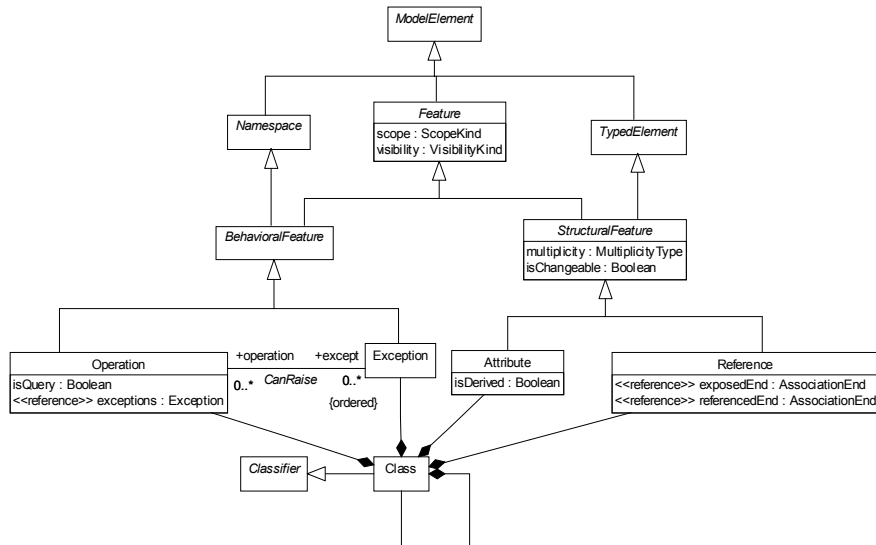 ModelElement
Feature
scope : ScopeKind
visibility : VisibilityKind
Namespace
TypedElement
BehavioralFeature
StructuralFeature
multiplicity : MultiplicityType
isChangeable : Boolean
Operation
isQuery : Boolean
<<reference>> exceptions : Exception
+operation
+except
0..*
CanRaise
0..*
{ordered}
Exception
Attribute
isDerived : Boolean
Reference
<<reference>> exposedEnd : AssociationEnd
<<reference>> referencedEnd : AssociationEnd
Classifier
Class